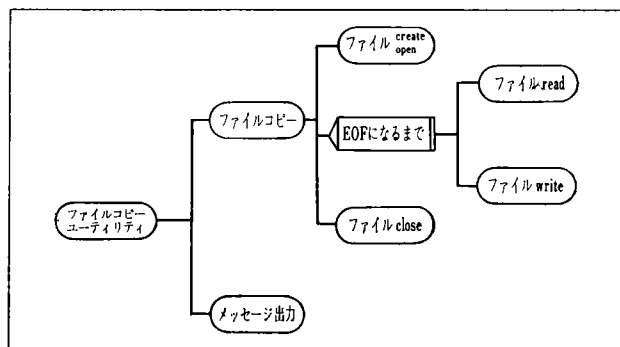 ファイル create
open
ファイル read
ファイルコピー
EOFになるまで
ファイル write
ファイルコピー
ユーティリティ
ファイル close
メッセージ出力